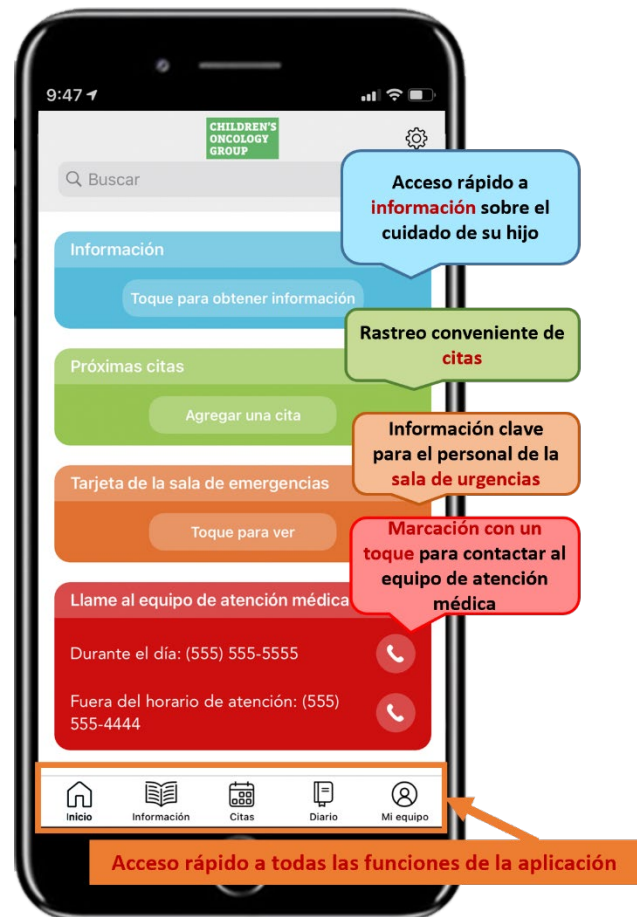 9:47
CHILDREN'S
ONCOLOGY
GROUP
Buscar
Acceso rápido a
información sobre el
cuidado de su hijo
Información
Toque para obtener información
Rastreo conveniente de
citas
Próximas citas
Agregar una cita
Información clave
para el personal de la
sala de urgencias
Tarjeta de la sala de emergencias
Toque para ver
Marcación con un
toque para contactar al
equipo de atención
médica
Llame al equipo de atención médica
Durante el día: (555) 555-5555
Fuera del horario de atención: (555)
555-4444
Inicio Información Citas Diario Mi equipo
Acceso rápido a todas las funciones de la aplicación